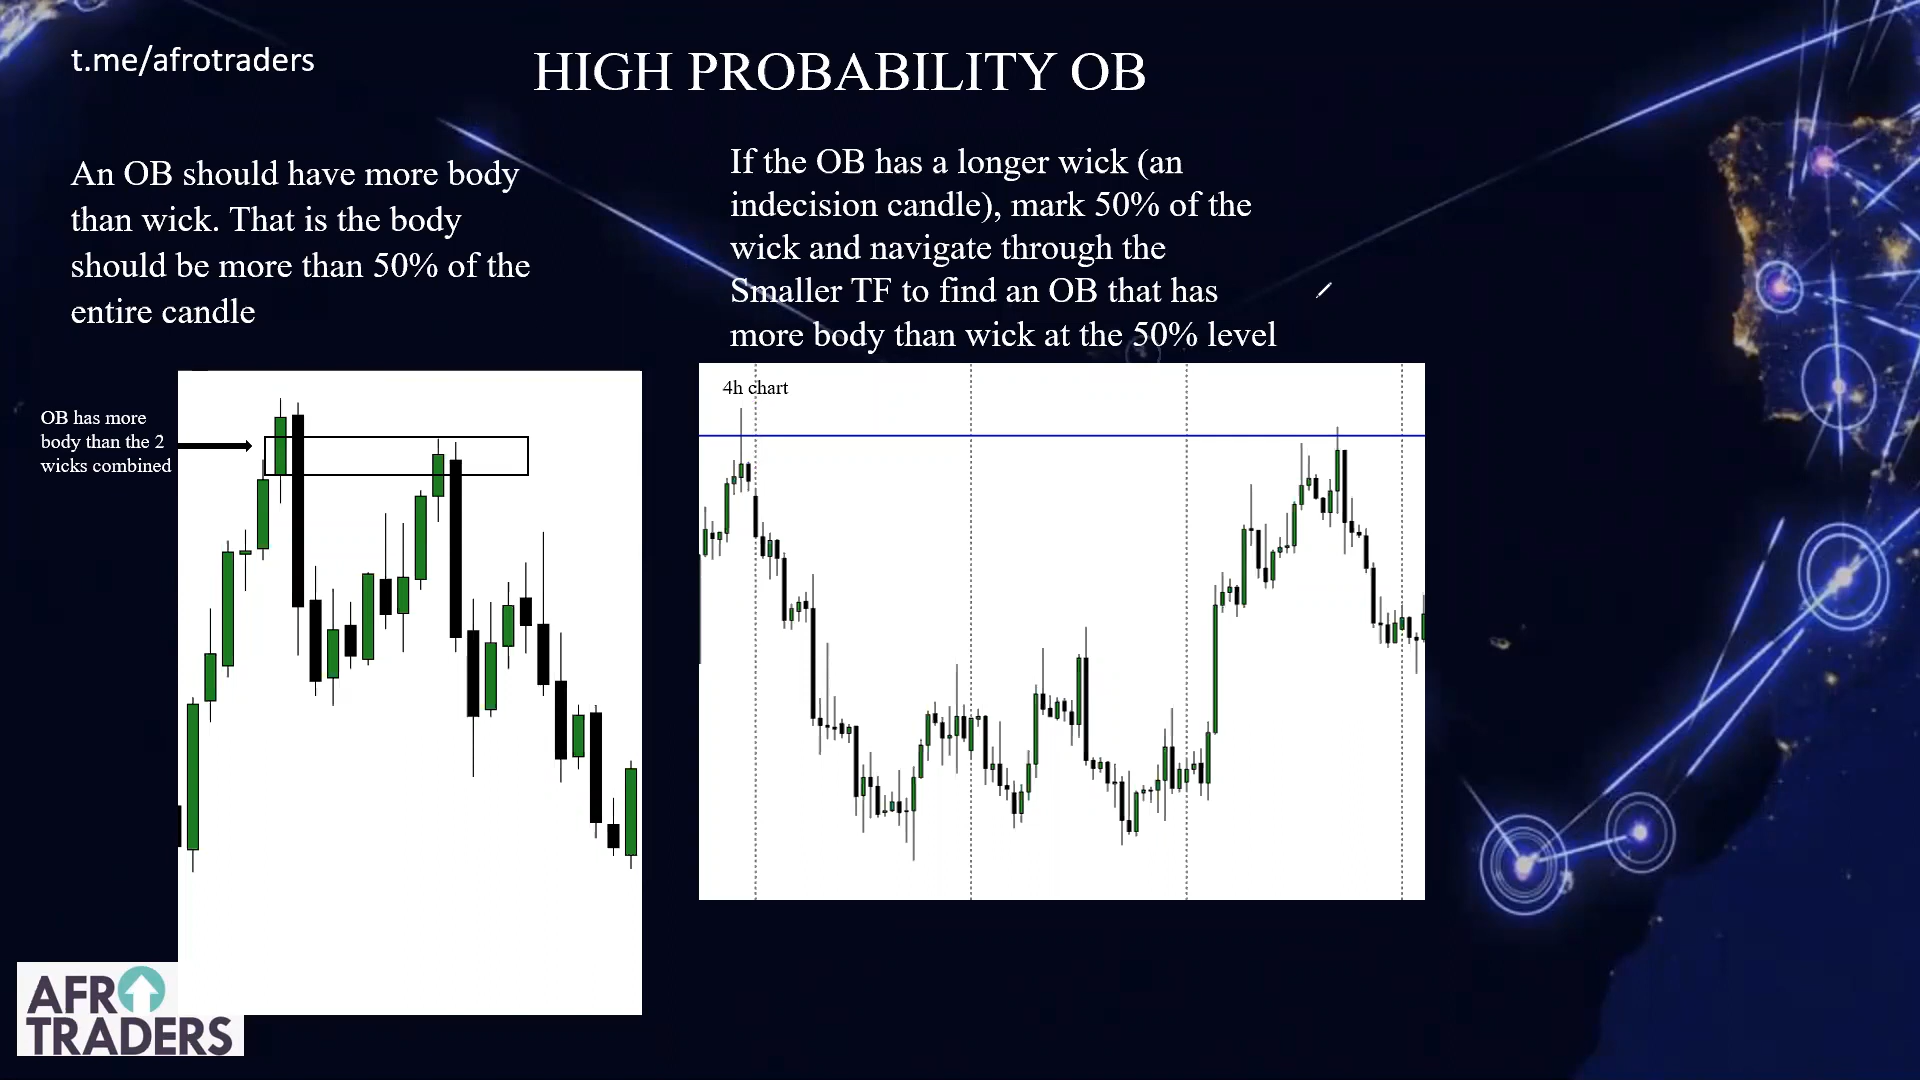 t.me/afrotraders
HIGH PROBABILITY OB
An OB should have more body
than wick. That is the body
should be more than 50% of the
entire candle
If the OB has a longer wick (an
indecision candle), mark 50% of the
wick and navigate through the
Smaller TF to find an OB that has
more body than wick at the 50% level
OB has more
body than the 2
wicks combined
4h chart
AFR
TRADERS